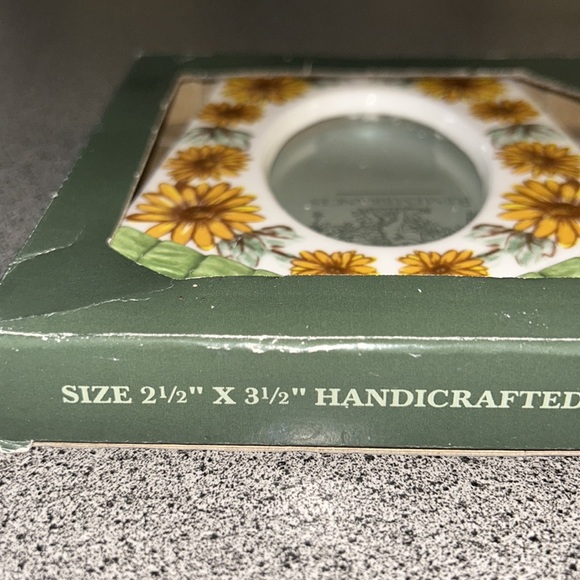 SIZE 2½" X 3½" HANDICRAFTED